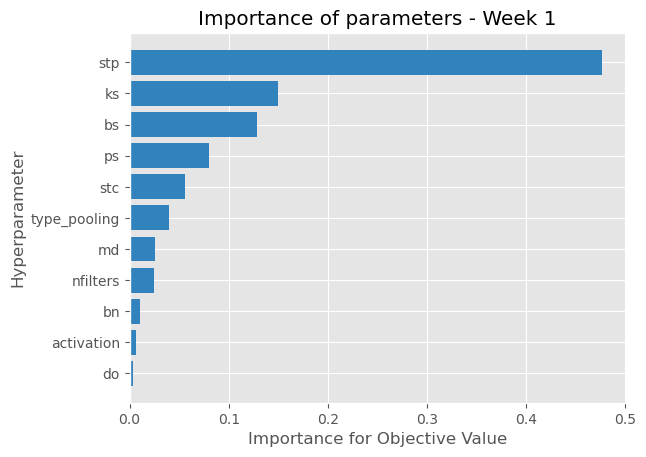 Importance of parameters - Week 1
Hyperparameter
stp
ks
bs
ps
stc
type_pooling
md
nfilters
bn
activation
do
0.0 0.1 0.2 0.3 0.4 0.5
Importance for Objective Value